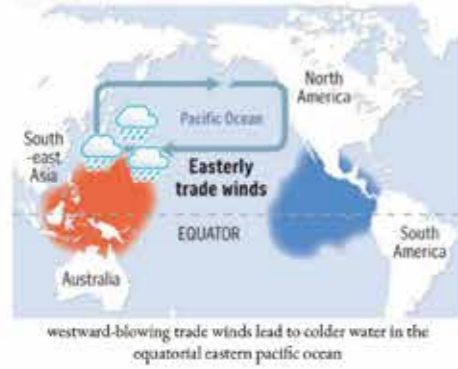 North
America
Pacific Ocean
South
-east
Asia
Easterly
trade winds
EQUATOR
South
America
Australia
westward-blowing trade winds lead to colder water in the
equatorial eastern pacific ocean